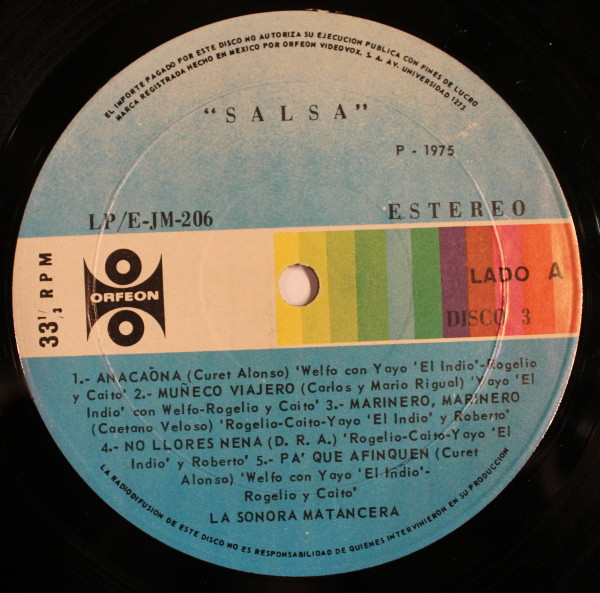 EL IMPORTE PAGADO POR ESTE DISCO NO AUTORIZA SU EJECUCION PUBLICA CON FINES DE LUCRO
MARCA REGISTRADA HECHO EN MEXICO POR ORFEON VIDEOVOX. S. A. AV. UNIVERSIDAD 1273
"SALSA"
P - 1975
LP/E-JM-206
ESTEREO
33 1/3 RPM
ORFEON
LADO A
DISCO 3
1.- ANACAÒNA (Curet Alonso) 'Welfo con Yayo 'El Indio'-Rogelio
y Caito' 2.- MUÑECO VIAJERO (Carlos y Mario Rigual) 'Yayo 'El
Indio' con Welfo-Rogelio y Caito' 3.- MARINERO, MARINERO
(Caetano Veloso) 'Rogelio-Caito-Yayo 'El Indio' y Roberto'
4.- NO LLORES NENA (D. R. A.) 'Rogelio-Caito-Yayo 'El
Indio' y Roberto' 5.- PA' QUE AFINQUEN (Curet
Alonso) 'Welfo con Yayo 'El Indio'-
Rogelio y Caito'
LA SONORA MATANCERA
LA RADIODIFUSION DE ESTE DISCO NO ES RESPONSABILIDAD DE QUIENES INTERVINIERON EN SU PRODUCCION